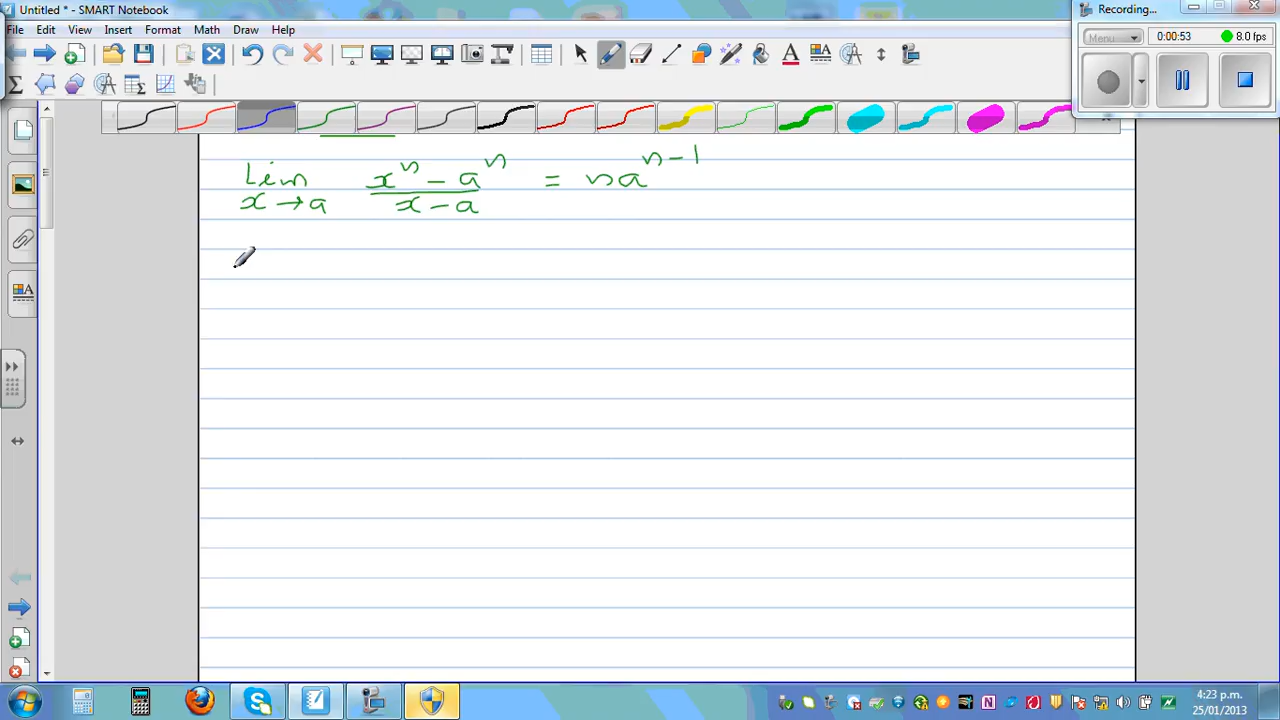 Untitled * - SMART Notebook
File Edit View Insert Format Math Draw Help
Recording...
Menu 0:00:53 8.0 fps
Lim x^n - a^n = na^(n-1)
x → a x - a
4:23 p.m.
25/01/2013